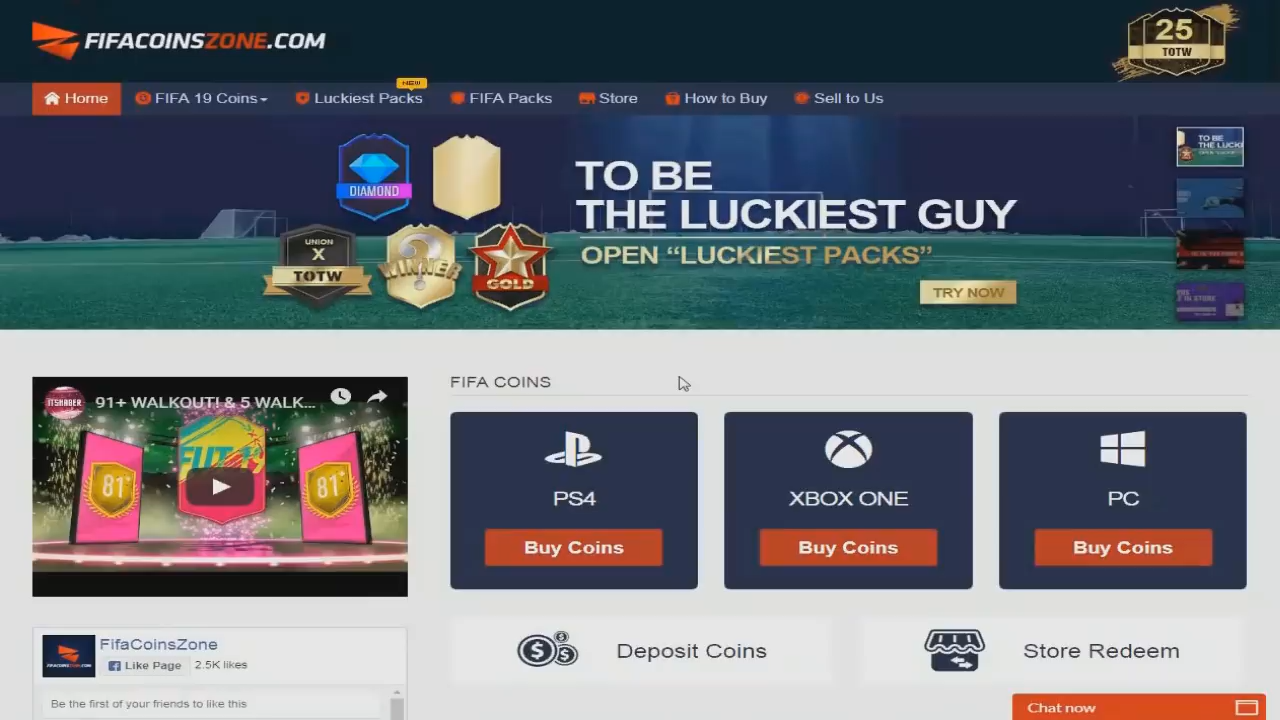 FIFACOINSZONE.COM
25
TOTW
NEW
Home
FIFA 19 Coins
Luckiest Packs
FIFA Packs
Store
How to Buy
Sell to Us
DIAMOND
UNION
X
TOTW
?
WINNER
GOLD
TO BE
THE LUCKIEST GUY
OPEN “LUCKIEST PACKS”
TRY NOW
TO BE
THE LUCKI
91+ WALKOUT! & 5 WALK...
FUT 19
81+
81+
FIFA COINS
PS4
Buy Coins
XBOX ONE
Buy Coins
PC
Buy Coins
Deposit Coins
Store Redeem
FifaCoinsZone
Like Page
2.5K likes
Be the first of your friends to like this
Chat now